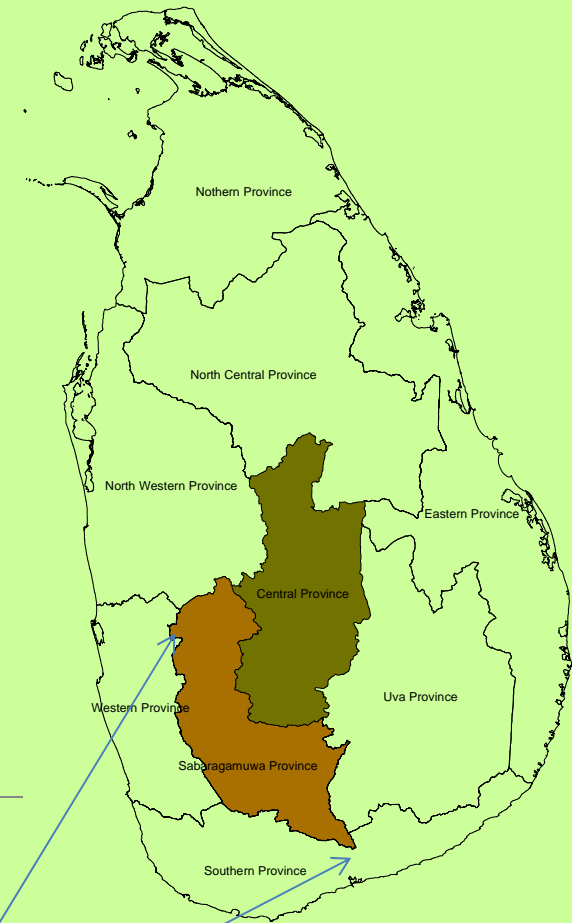 Nothern Province
North Central Province
North Western Province
Eastern Province
Central Province
Uva Province
Western Province
Sabaragamuwa Province
Southern Province